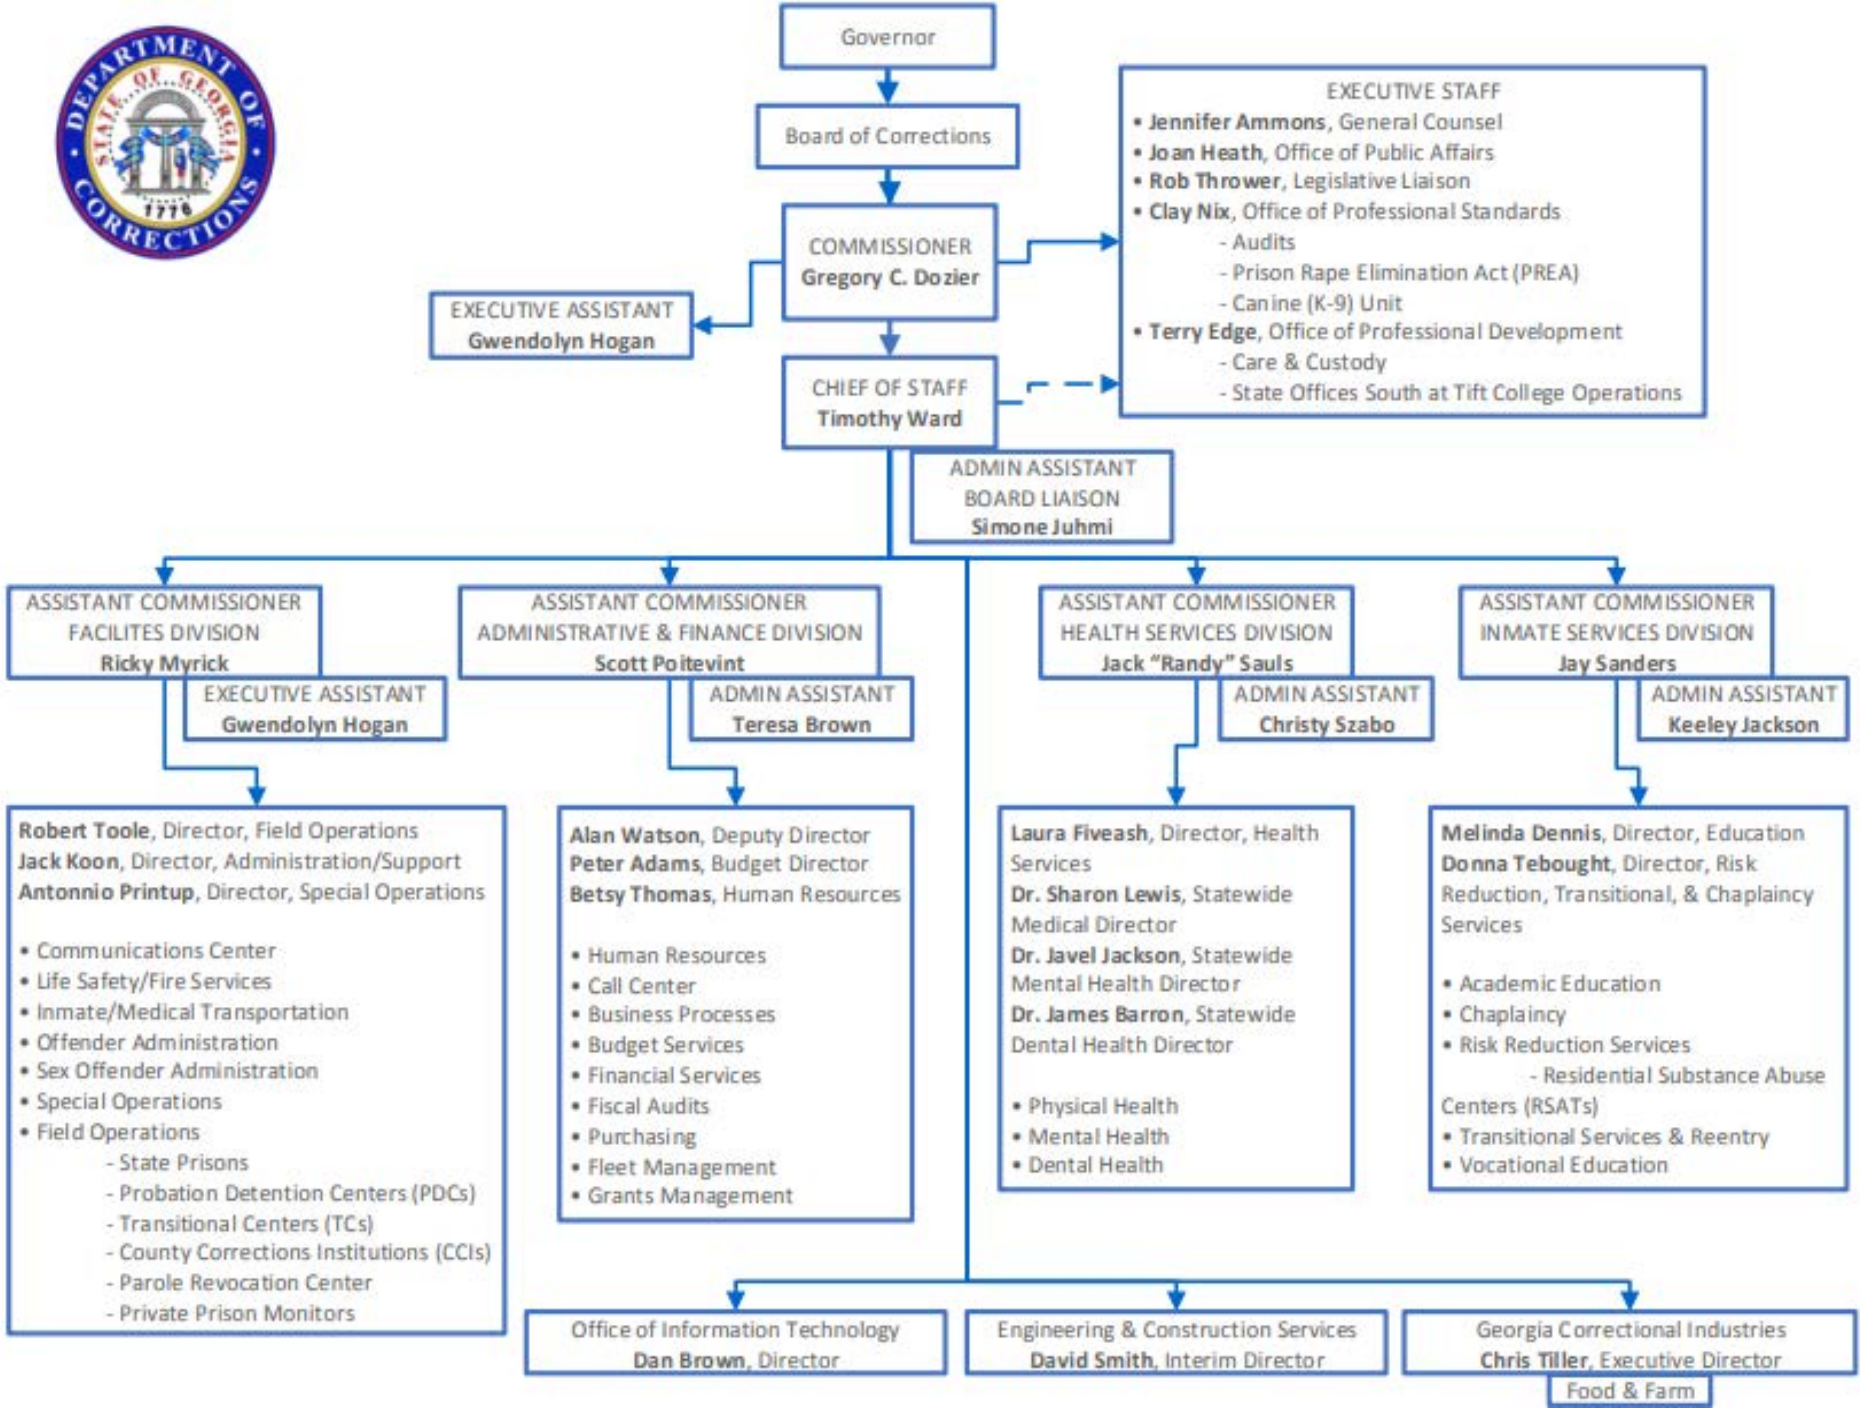 DEPARTMENT OF CORRECTIONS
STATE OF GEORGIA
1776
Governor
Board of Corrections
COMMISSIONER
Gregory C. Dozier
EXECUTIVE ASSISTANT
Gwendolyn Hogan
EXECUTIVE STAFF
• Jennifer Ammons, General Counsel
• Joan Heath, Office of Public Affairs
• Rob Thrower, Legislative Liaison
• Clay Nix, Office of Professional Standards
- Audits
- Prison Rape Elimination Act (PREA)
- Canine (K-9) Unit
• Terry Edge, Office of Professional Development
- Care & Custody
- State Offices South at Tift College Operations
CHIEF OF STAFF
Timothy Ward
ADMIN ASSISTANT
BOARD LIAISON
Simone Juhmi
ASSISTANT COMMISSIONER
FACILITES DIVISION
Ricky Myrick
EXECUTIVE ASSISTANT
Gwendolyn Hogan
ASSISTANT COMMISSIONER
ADMINISTRATIVE & FINANCE DIVISION
Scott Poitevint
ADMIN ASSISTANT
Teresa Brown
ASSISTANT COMMISSIONER
HEALTH SERVICES DIVISION
Jack “Randy” Sauls
ADMIN ASSISTANT
Christy Szabo
ASSISTANT COMMISSIONER
INMATE SERVICES DIVISION
Jay Sanders
ADMIN ASSISTANT
Keeley Jackson
Robert Toole, Director, Field Operations
Jack Koon, Director, Administration/Support
Antonnio Printup, Director, Special Operations
• Communications Center
• Life Safety/Fire Services
• Inmate/Medical Transportation
• Offender Administration
• Sex Offender Administration
• Special Operations
• Field Operations
- State Prisons
- Probation Detention Centers (PDCs)
- Transitional Centers (TCs)
- County Corrections Institutions (CCIs)
- Parole Revocation Center
- Private Prison Monitors
Alan Watson, Deputy Director
Peter Adams, Budget Director
Betsy Thomas, Human Resources
• Human Resources
• Call Center
• Business Processes
• Budget Services
• Financial Services
• Fiscal Audits
• Purchasing
• Fleet Management
• Grants Management
Laura Fiveash, Director, Health
Services
Dr. Sharon Lewis, Statewide
Medical Director
Dr. Javel Jackson, Statewide
Mental Health Director
Dr. James Barron, Statewide
Dental Health Director
• Physical Health
• Mental Health
• Dental Health
Melinda Dennis, Director, Education
Donna Tebought, Director, Risk
Reduction, Transitional, & Chaplaincy
Services
• Academic Education
• Chaplaincy
• Risk Reduction Services
- Residential Substance Abuse
Centers (RSATs)
• Transitional Services & Reentry
• Vocational Education
Office of Information Technology
Dan Brown, Director
Engineering & Construction Services
David Smith, Interim Director
Georgia Correctional Industries
Chris Tiller, Executive Director
Food & Farm